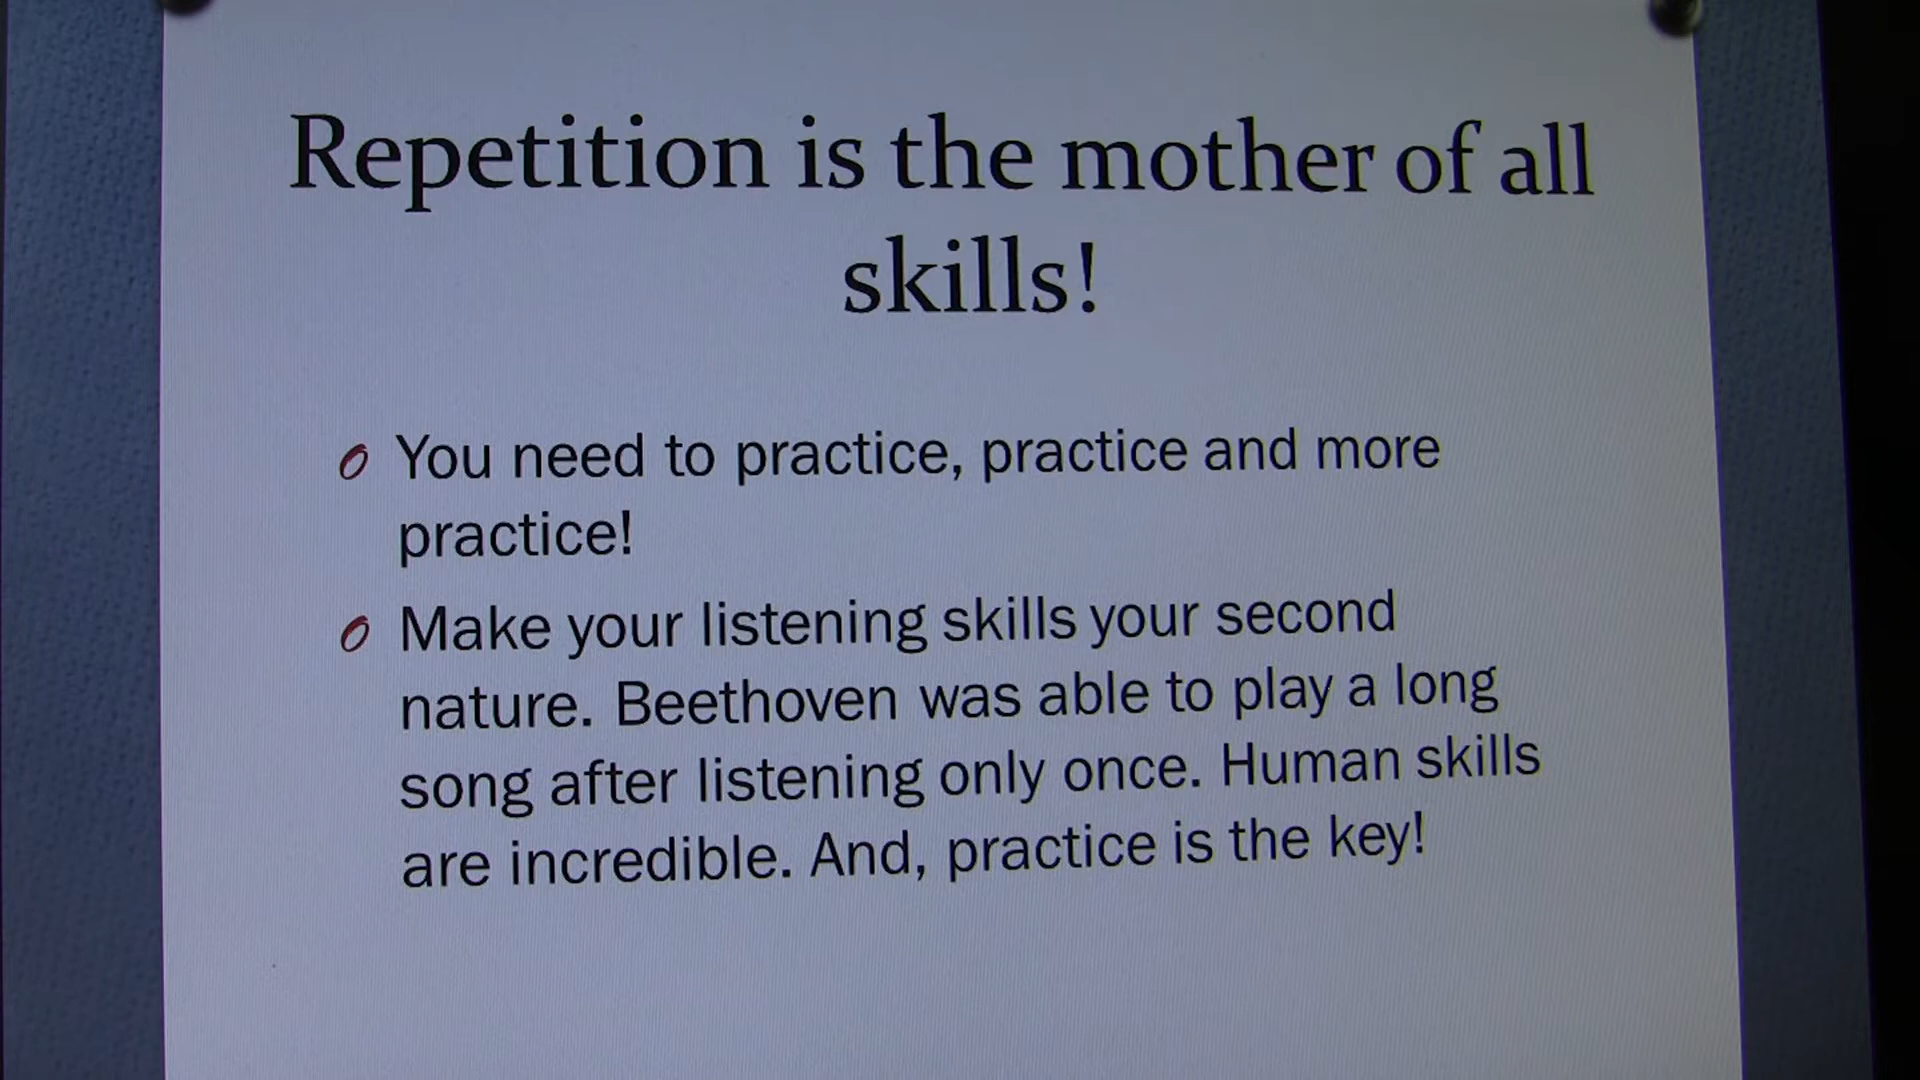 Repetition is the mother of all
skills!
You need to practice, practice and more
practice!
Make your listening skills your second
nature. Beethoven was able to play a long
song after listening only once. Human skills
are incredible. And, practice is the key!